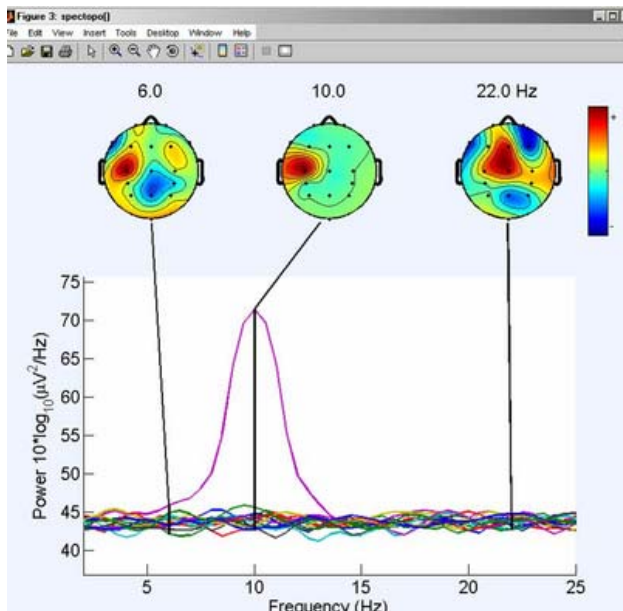 Figure 3: spectopo()
File Edit View Insert Tools Desktop Window Help
6.0 10.0 22.0 Hz
+
-
75
70
65
60
55
50
45
40
Power 10*log10(μV2/Hz)
5 10 15 20 25
Frequency (Hz)